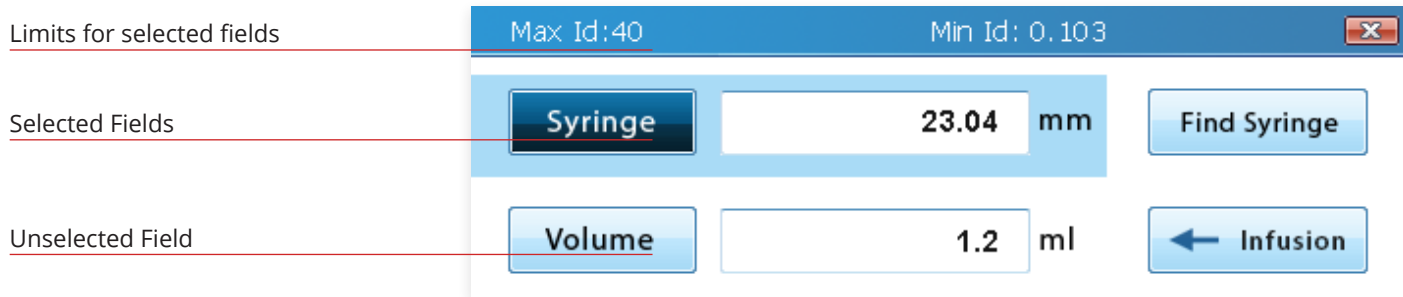 Limits for selected fields
Max Id:40 Min Id: 0.103
Selected Fields
Syringe 23.04 mm Find Syringe
Unselected Field
Volume 1.2 ml Infusion